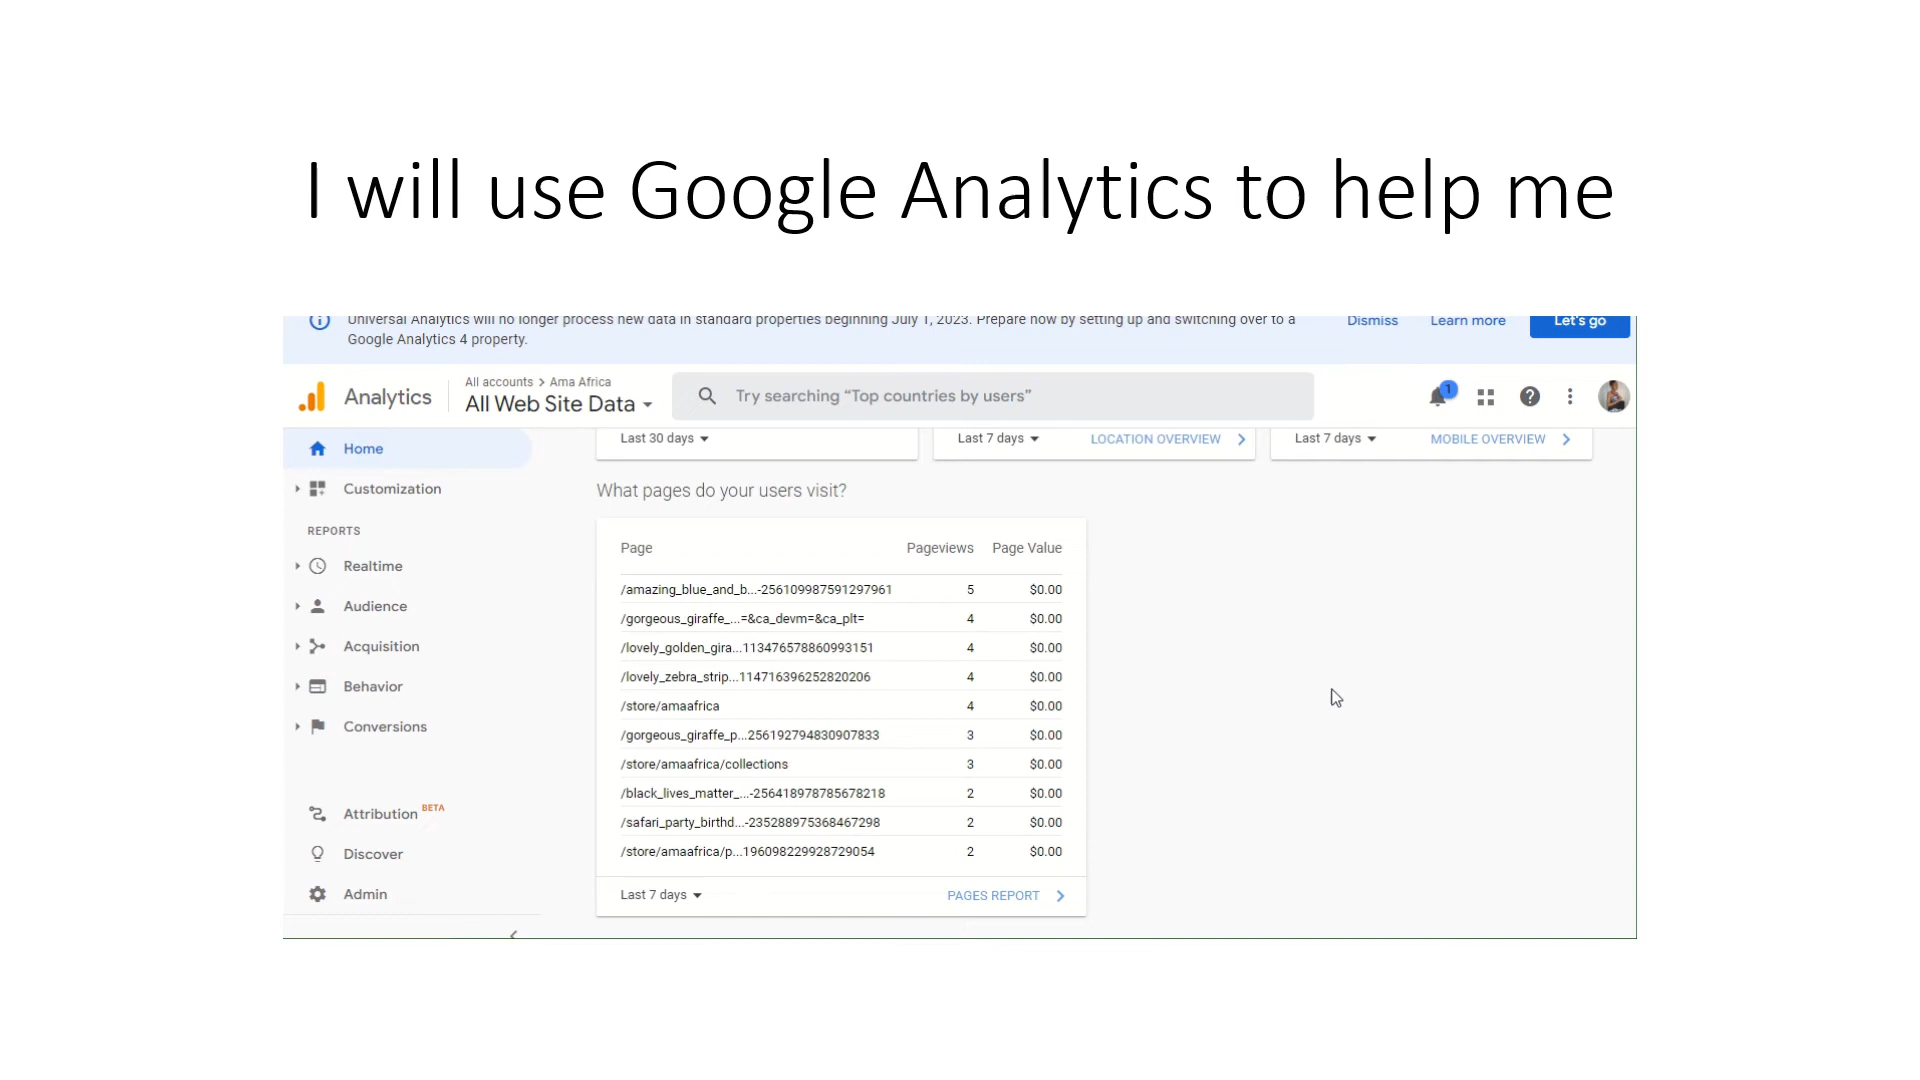 I will use Google Analytics to help me
Universal Analytics will no longer process new data in standard properties beginning July 1, 2023. Prepare now by setting up and switching over to a
Google Analytics 4 property.
Dismiss
Learn more
Let's go
Analytics
All accounts > Ama Africa
All Web Site Data
Try searching “Top countries by users”
1
Home
Customization
REPORTS
Realtime
Audience
Acquisition
Behavior
Conversions
Attribution BETA
Discover
Admin
Last 30 days
Last 7 days LOCATION OVERVIEW
Last 7 days MOBILE OVERVIEW
What pages do your users visit?
Page Pageviews Page Value
/amazing_blue_and_b...-256109987591297961 5 $0.00
/gorgeous_giraffe_...=&ca_devm=&ca_plt= 4 $0.00
/lovely_golden_gira...113476578860993151 4 $0.00
/lovely_zebra_strip...114716396252820206 4 $0.00
/store/amaafrica 4 $0.00
/gorgeous_giraffe_p...256192794830907833 3 $0.00
/store/amaafrica/collections 3 $0.00
/black_lives_matter_...-256418978785678218 2 $0.00
/safari_party_birthd...-235288975368467298 2 $0.00
/store/amaafrica/p...196098229928729054 2 $0.00
Last 7 days PAGES REPORT